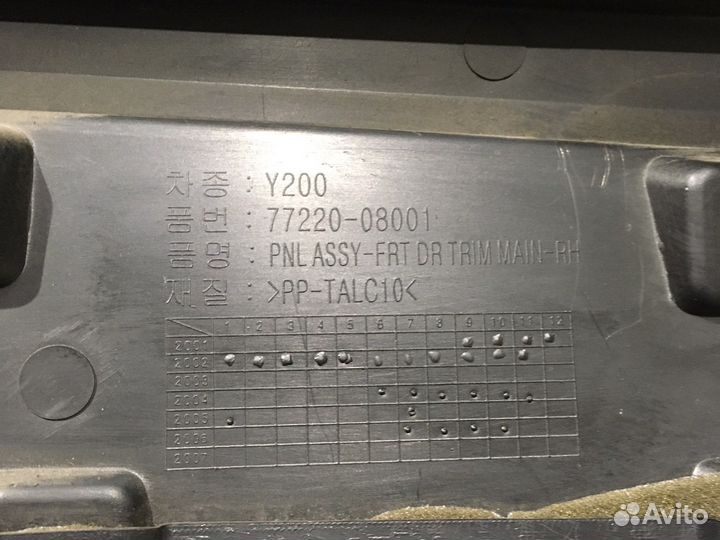 차종 : Y200
품번 : 77220-08001
품명 : PNL ASSY-FRT DR TRIM MAIN-RH
재질 : >PP-TALC10<
1 2 3 4 5 6 7 8 9 10 11 12
2001
2002
2003
2004
2005
2006
2007
Avito